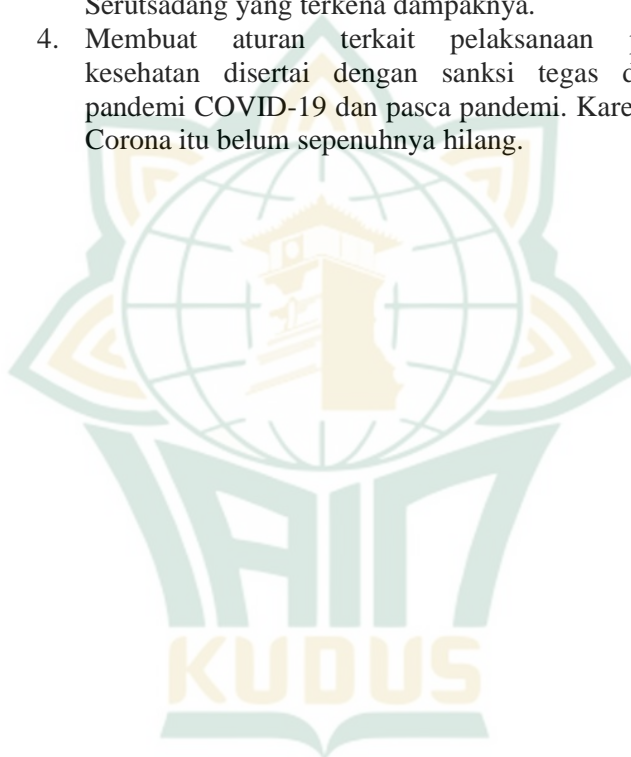 Serutsadang yang terkena dampaknya.
4. Membuat aturan terkait pelaksanaan
kesehatan disertai dengan sanksi tegas
pandemi COVID-19 dan pasca pandemi.
Corona itu belum sepenuhnya hilang.
IAIN
KUDUS